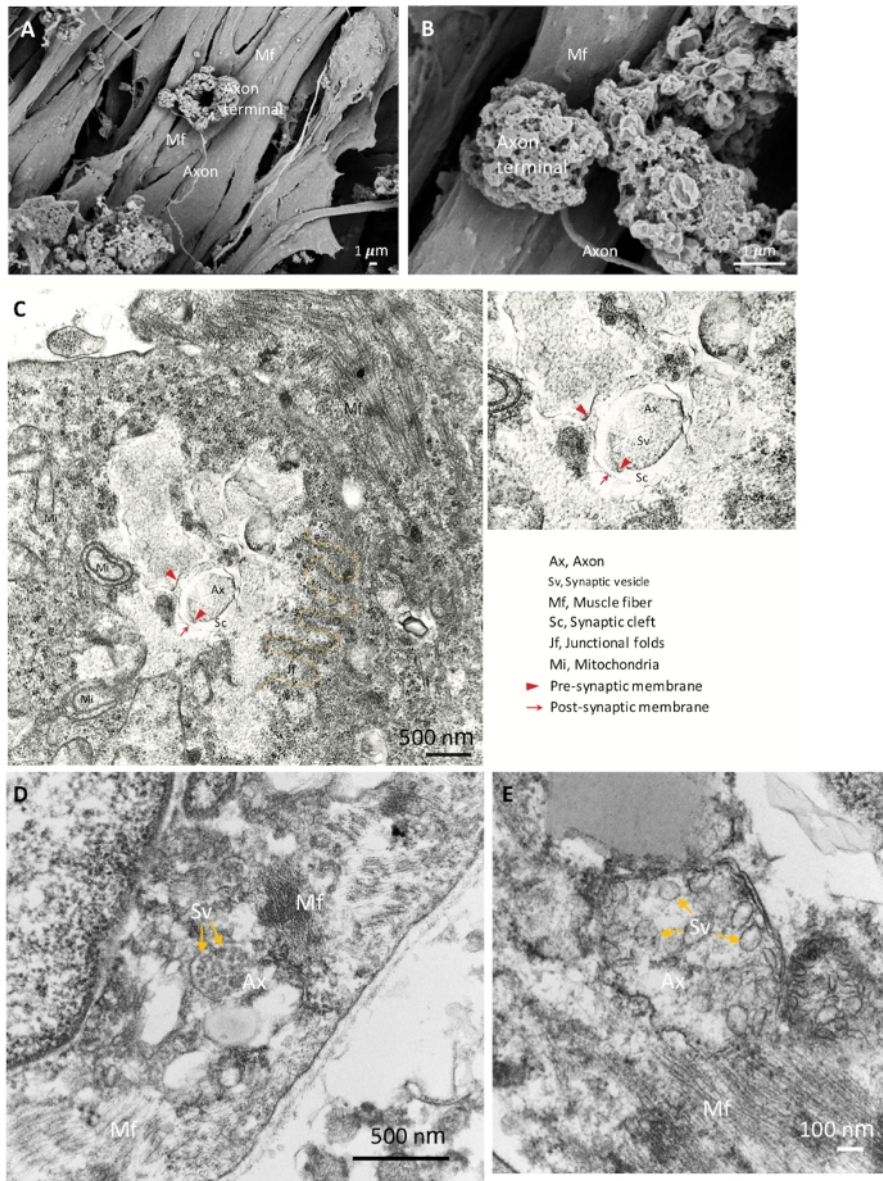 A
Mf
Axon
terminal
Mf
Axon
1 μm
B
Mf
Axon
terminal
Axon
1 μm
C
Mf
Mi
Mi
Ax
Sc
Jf
Mi
500 nm
Ax
Sv
Sc
Ax, Axon
Sv, Synaptic vesicle
Mf, Muscle fiber
Sc, Synaptic cleft
Jf, Junctional folds
Mi, Mitochondria
Pre-synaptic membrane
Post-synaptic membrane
D
Mf
Sv
Ax
Mf
500 nm
E
Sv
Ax
Mf
100 nm